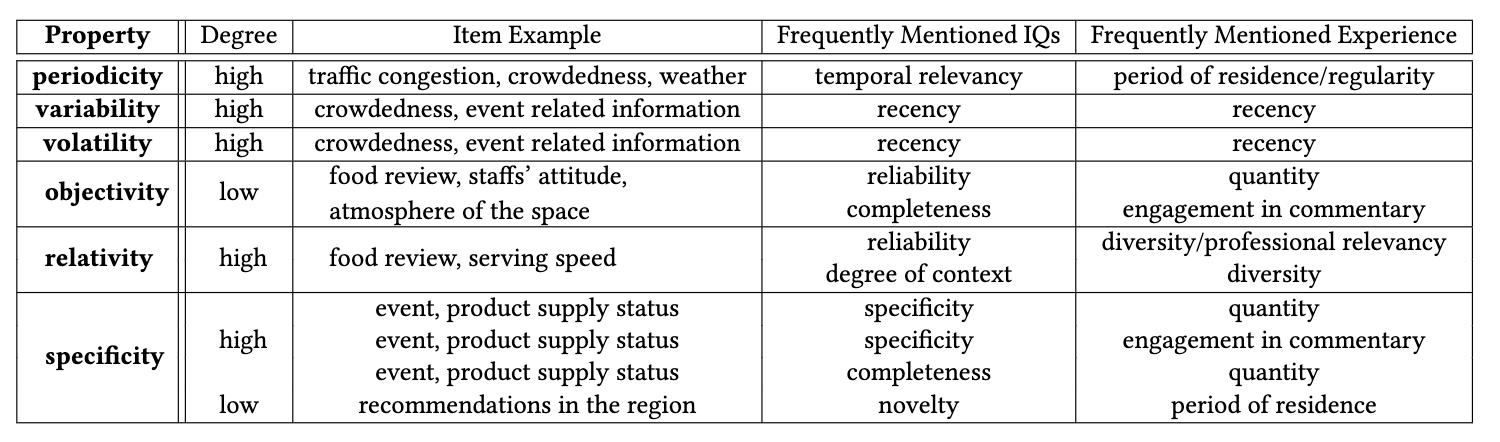 Property Degree Item Example Frequently Mentioned IQs Frequently Mentioned Experience
periodicity high traffic congestion, crowdedness, weather temporal relevancy period of residence/regularity
variability high crowdedness, event related information recency recency
volatility high crowdedness, event related information recency recency
objectivity low food review, staffs’ attitude, reliability quantity
atmosphere of the space completeness engagement in commentary
relativity high food review, serving speed reliability diversity/professional relevancy
degree of context diversity
specificity high event, product supply status specificity quantity
event, product supply status specificity engagement in commentary
event, product supply status completeness quantity
low recommendations in the region novelty period of residence